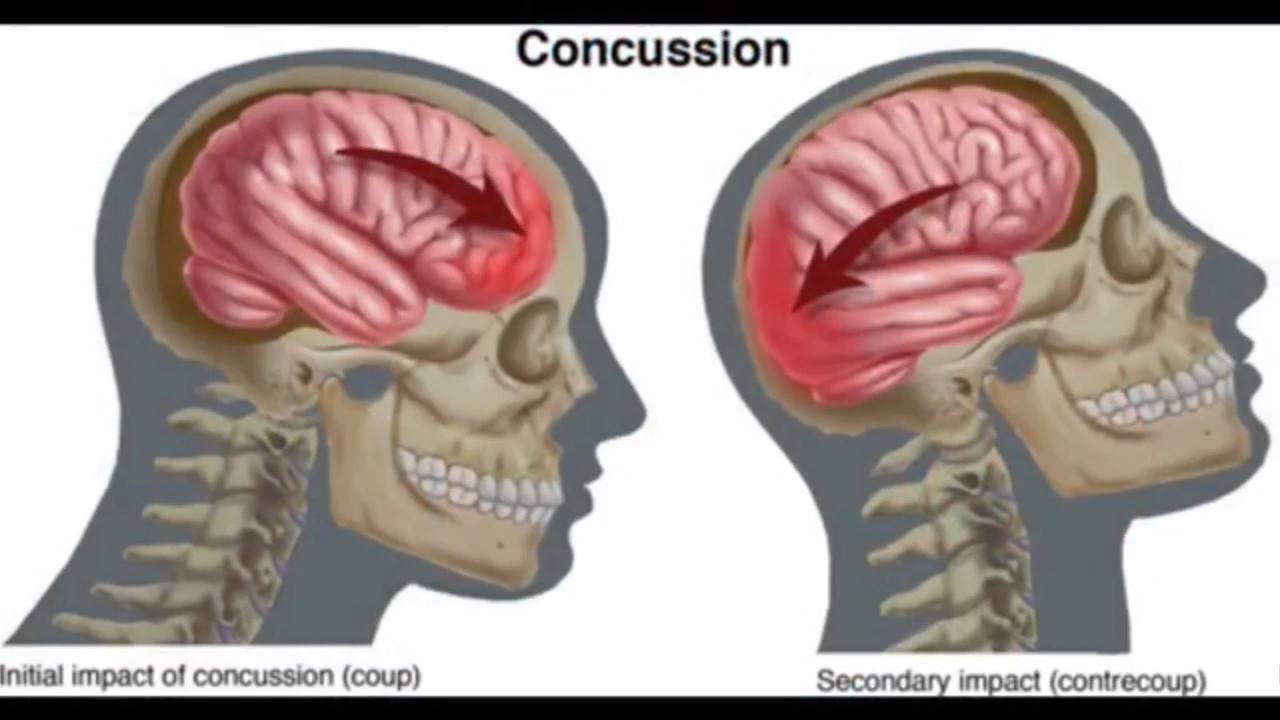 Concussion
Initial impact of concussion (coup)
Secondary impact (contrecoup)